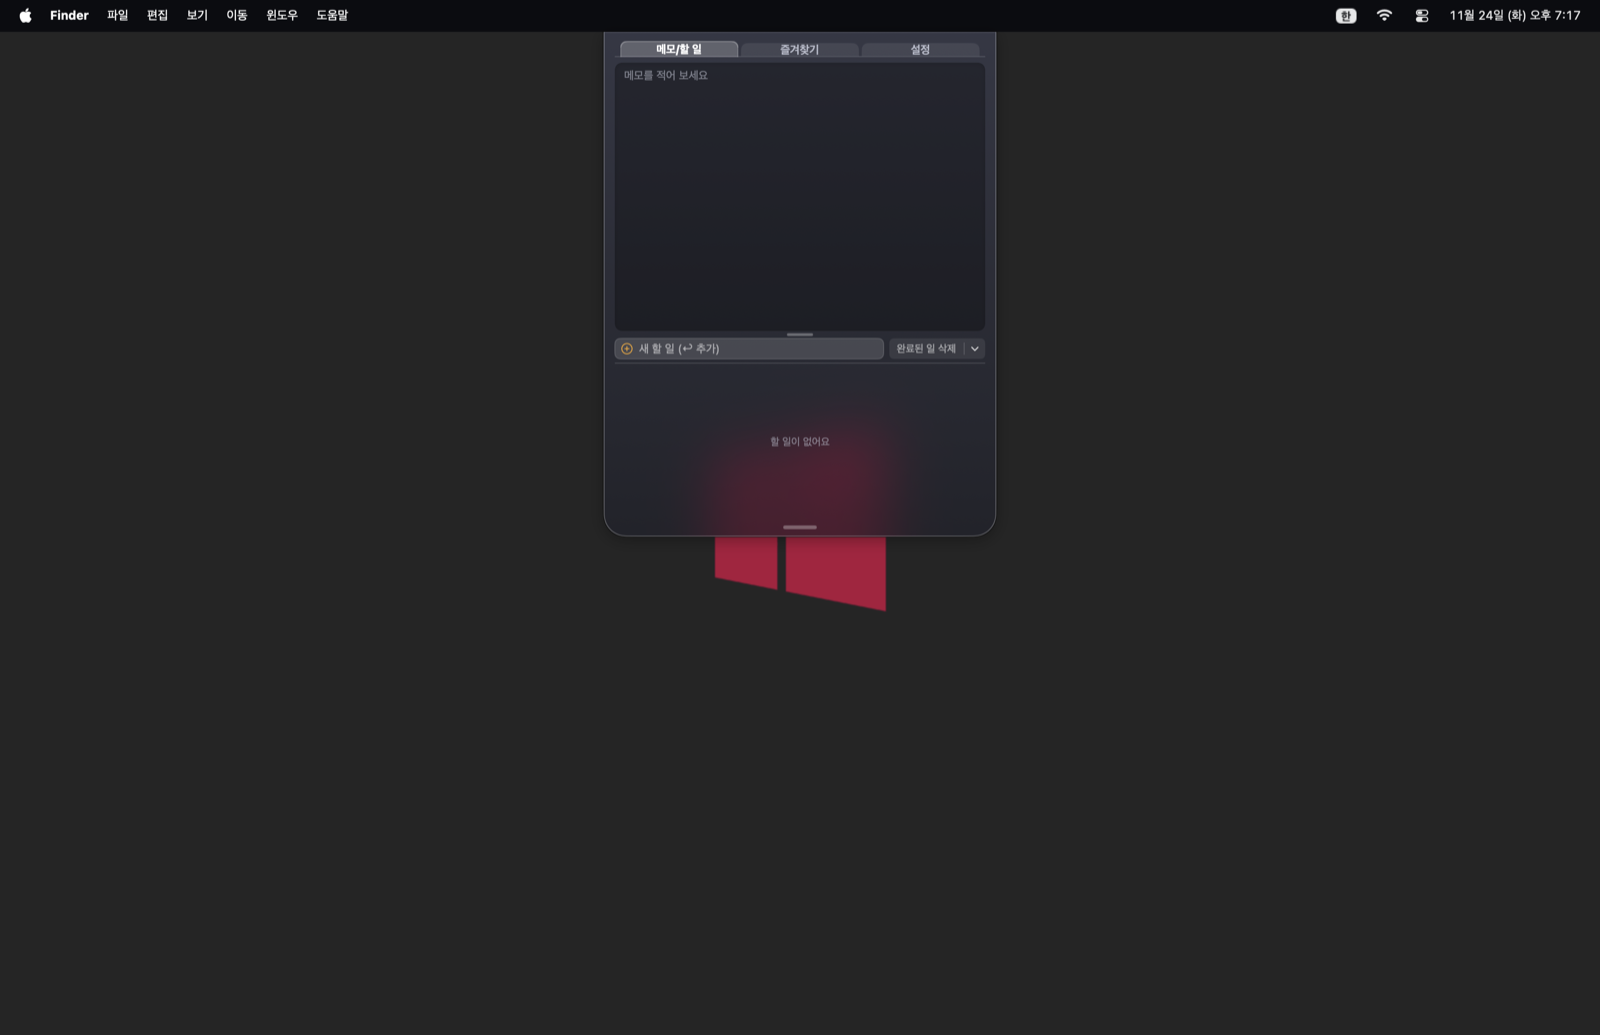 Finder 파일 편집 보기 이동 윈도우 도움말 한 11월 24일 (화) 오후 7:17
메모/할 일 즐겨찾기 설정
메모를 적어 보세요
새 할 일 (↩ 추가) 완료된 일 삭제
할 일이 없어요